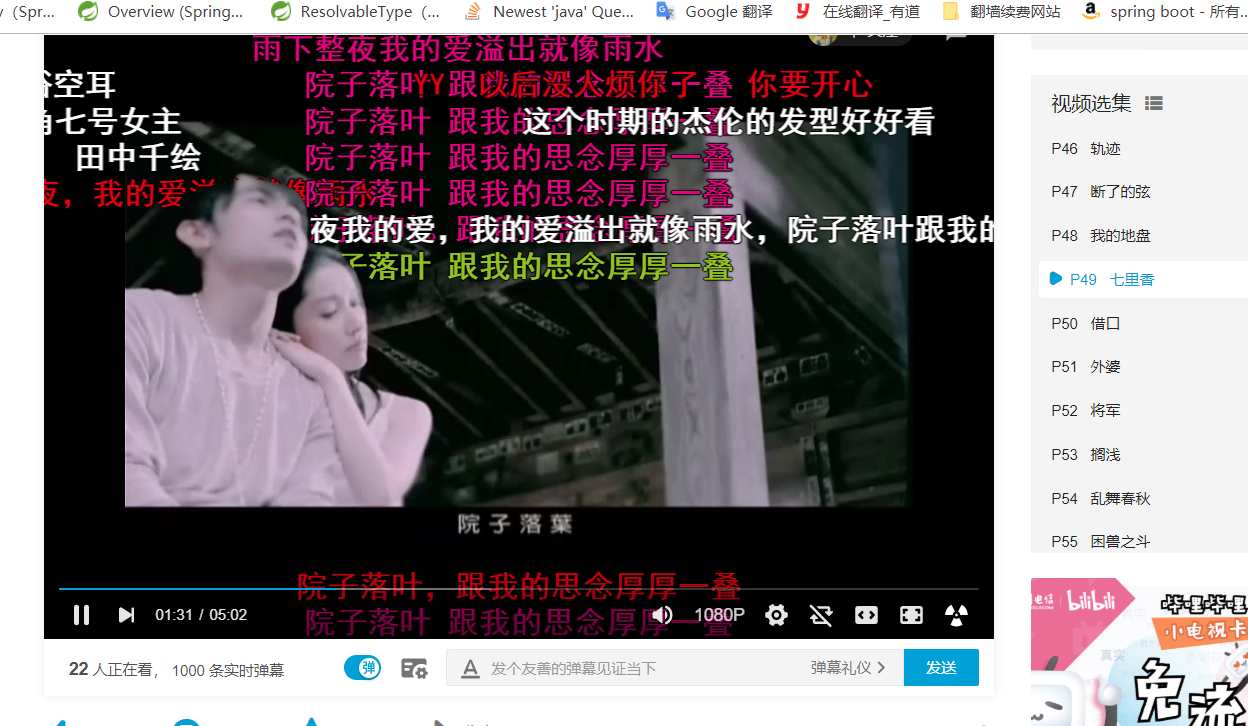 (Spr...
Overview (Spring...
ResolvableType (...
Newest 'java' Que...
Google 翻译
在线翻译_有道
翻墙续费网站
spring boot - 所有...
雨下整夜我的爱溢出就像雨水
院子落叶 跟
你要开心
谷空耳
角七号女主
院子落叶
这个时期的杰伦的发型好好看
田中千绘
院子落叶 跟我的思念厚厚一叠
夜，我的爱溢
院子落叶 跟我的思念厚厚一叠
夜我的爱，我的爱溢出就像雨水，院子落叶跟我的
子落叶 跟我的思念厚厚一叠
院子落葉
院子落叶，跟我的思念厚厚一叠
院子落叶 跟我的思念厚厚一叠
01:31 / 05:02
1080P
22 人正在看， 1000 条实时弹幕
弹
A 发个友善的弹幕见证当下
弹幕礼仪 >
发送
视频选集
P46 轨迹
P47 断了的弦
P48 我的地盘
P49 七里香
P50 借口
P51 外婆
P52 将军
P53 搁浅
P54 乱舞春秋
P55 困兽之斗
电信
bilibili
哔哩哔哩
小电视卡
免流